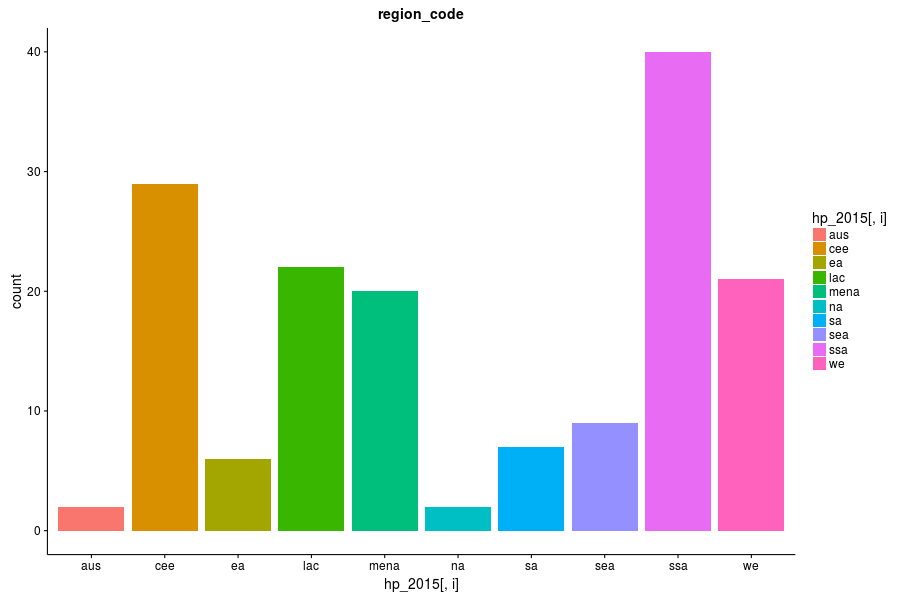 region_code
count
40
30
20
10
0
aus cee ea lac mena na sa sea ssa we
hp_2015[, i]
hp_2015[, i]
aus
cee
ea
lac
mena
na
sa
sea
ssa
we